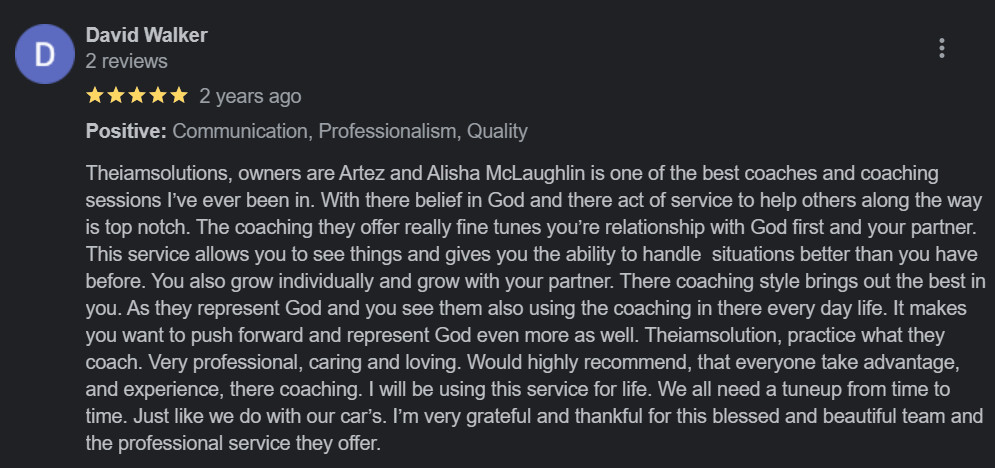 D
David Walker
2 reviews
★★★★★ 2 years ago
Positive: Communication, Professionalism, Quality
Theiamsolutions, owners are Artez and Alisha McLaughlin is one of the best coaches and coaching
sessions I’ve ever been in. With there belief in God and there act of service to help others along the way
is top notch. The coaching they offer really fine tunes you’re relationship with God first and your partner.
This service allows you to see things and gives you the ability to handle  situations better than you have
before. You also grow individually and grow with your partner. There coaching style brings out the best in
you. As they represent God and you see them also using the coaching in there every day life. It makes
you want to push forward and represent God even more as well. Theiamsolution, practice what they
coach. Very professional, caring and loving. Would highly recommend, that everyone take advantage,
and experience, there coaching. I will be using this service for life. We all need a tuneup from time to
time. Just like we do with our car’s. I’m very grateful and thankful for this blessed and beautiful team and
the professional service they offer.